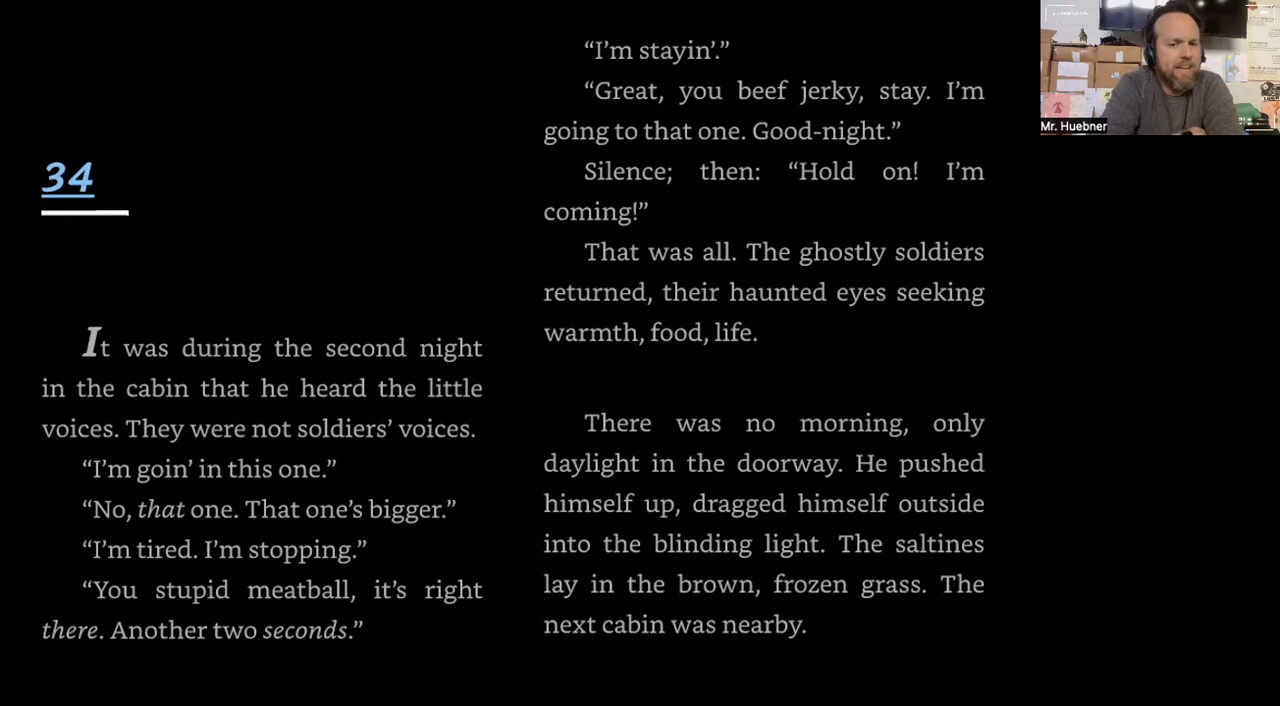 34
It was during the second night
in the cabin that he heard the little
voices. They were not soldiers’ voices.
“I’m goin’ in this one.”
“No, that one. That one’s bigger.”
“I’m tired. I’m stopping.”
“You stupid meatball, it’s right
there. Another two seconds.”
“I’m stayin’.”
“Great, you beef jerky, stay. I’m
going to that one. Good-night.”
Silence; then: “Hold on! I’m
coming!”
That was all. The ghostly soldiers
returned, their haunted eyes seeking
warmth, food, life.
There was no morning, only
daylight in the doorway. He pushed
himself up, dragged himself outside
into the blinding light. The saltines
lay in the brown, frozen grass. The
next cabin was nearby.
Mr. Huebner